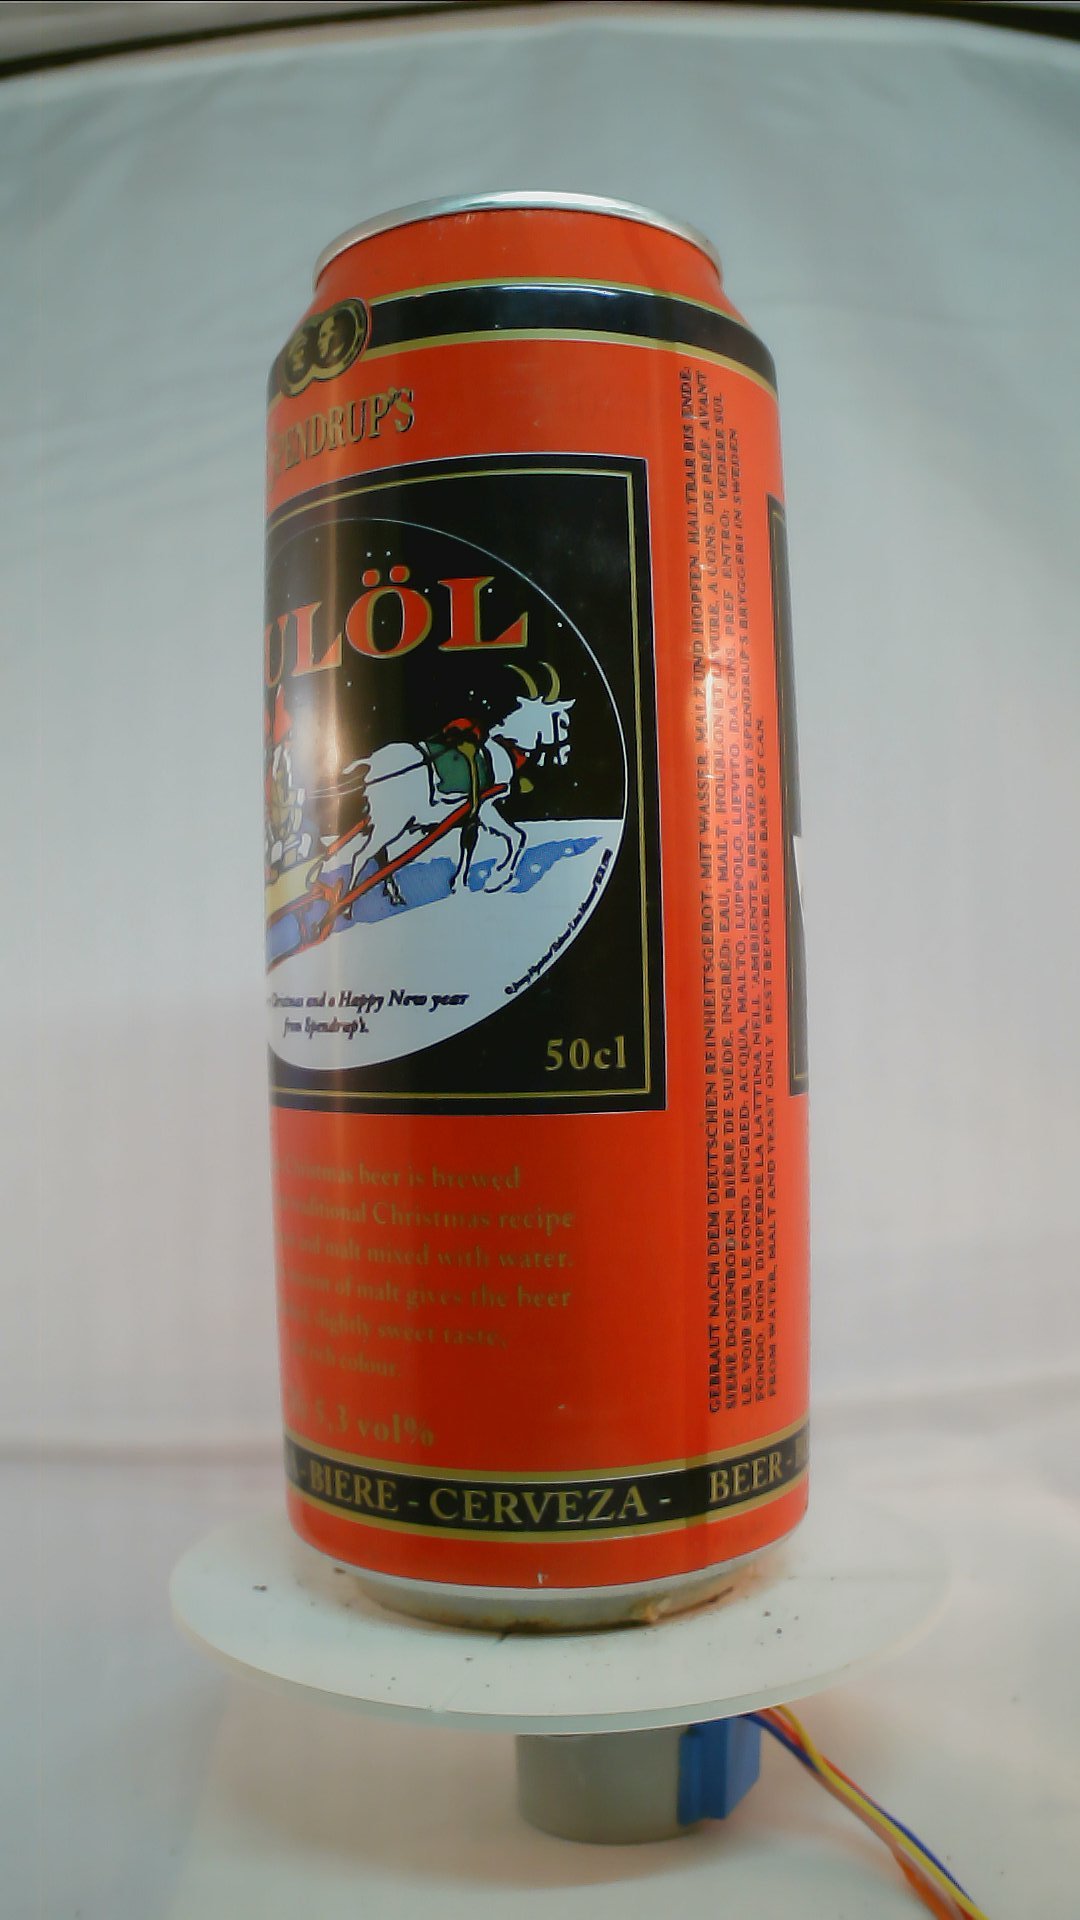 SPENDRUP'S
ULÖL
Christmas and a Happy New year
from Spendrup's.
50cl
Christmas beer is brewed
traditional Christmas recipe
and malt mixed with water.
of malt gives the beer
slightly sweet taste,
rich colour.
5,3 vol%
BIERE - CERVEZA - BEER -
GEBRAUT NACH DEM DEUTSCHEN REINHEITSGEBOT: MIT WASSER, MALZ UND HOPFEN. HALTBAR BIS ENDE:
SIEHE DOSENBODEN. BIÈRE DE SUÉDE. INGRÉD: EAU, MALT, HOUBLON ET LEVURE. A CONS. DE PRÉF. AVANT
LE: VOIR SUR LE FOND. INGRED: ACQUA, MALTO, LUPPOLO, LIEVITO. DA CONS. PREF. ENTRO: VEDERE SUL
FONDO. NON DISPERDE LA LATTINA NELL 'AMBIENTE. BREWED BY SPENDRUP'S BRYGGERI IN SWEDEN
FROM WATER, MALT AND YEAST ONLY. BEST BEFORE: SEE BASE OF CAN.